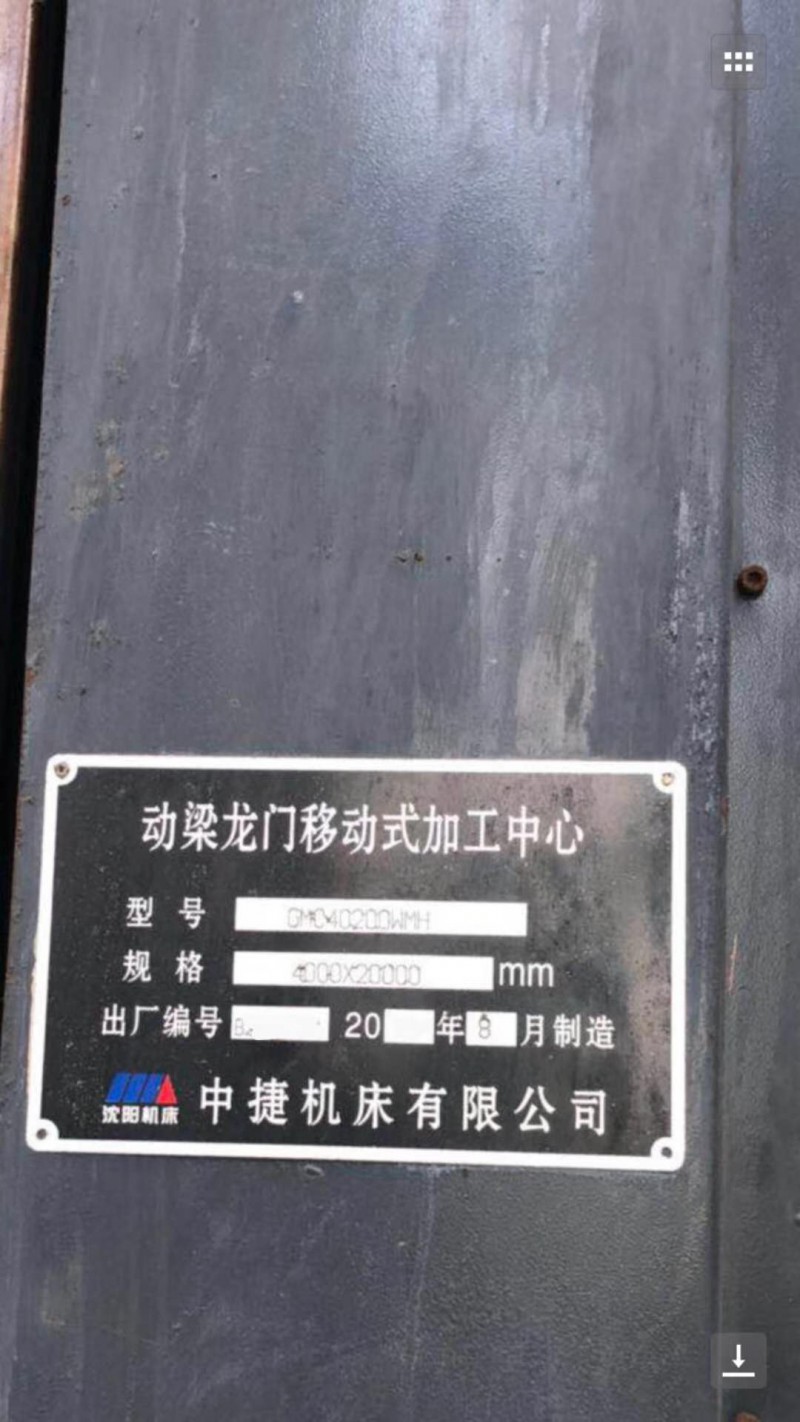 动梁龙门移动式加工中心
型号 GMC40200WMH
规格 4000X20000 mm
出厂编号 20 年 8 月制造
沈阳机床 中捷机床有限公司